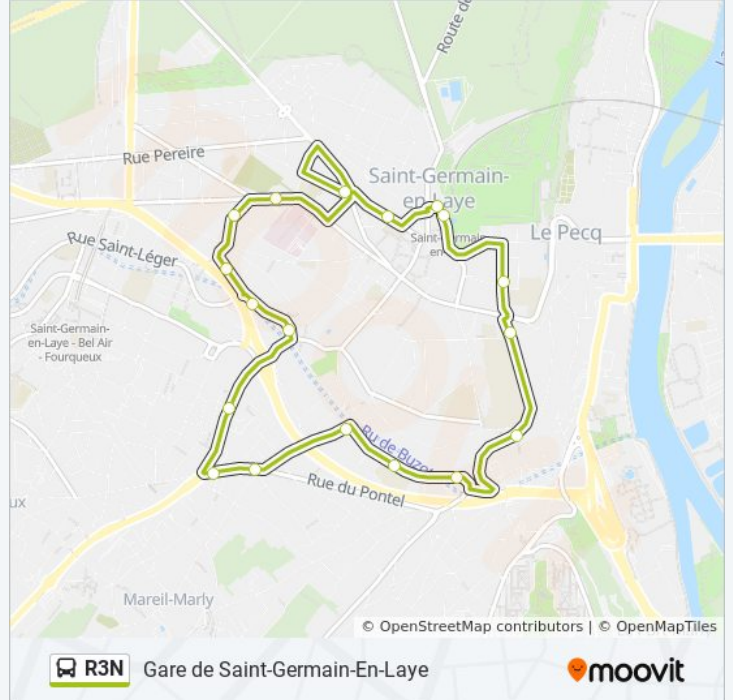 Route de
Rue Pereire
Saint-Germain-
en-Laye
Le Pecq
Rue Saint-Léger
Saint-Germain-
en-Laye - Bel Air
- Fourqueux
Ru de Buzot
Rue du Pontel
ux
Mareil-Marly
© OpenStreetMap contributors | © OpenMapTiles
R3N Gare de Saint-Germain-En-Laye
moovit